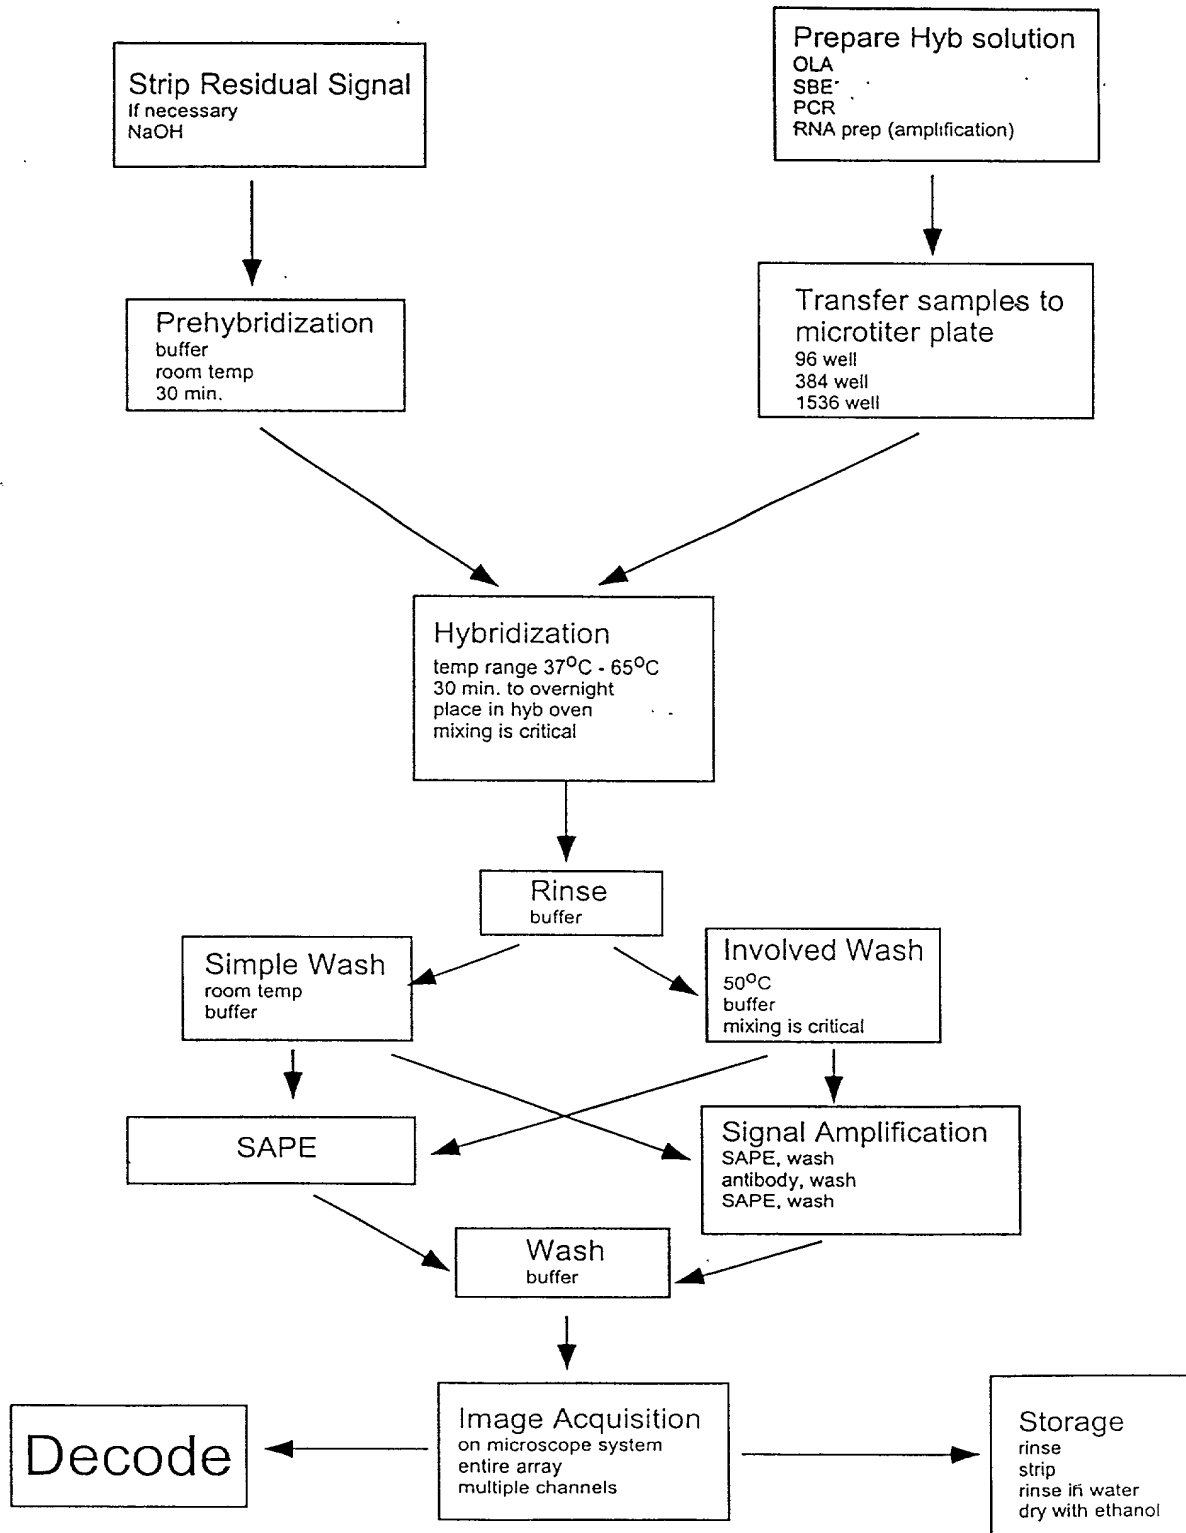 Strip Residual Signal
If necessary
NaOH
Prepare Hyb solution
OLA
SBE
PCR
RNA prep (amplification)
Prehybridization
buffer
room temp
30 min.
Transfer samples to
microtiter plate
96 well
384 well
1536 well
Hybridization
temp range 37°C - 65°C
30 min. to overnight
place in hyb oven
mixing is critical
Rinse
buffer
Simple Wash
room temp
buffer
Involved Wash
50°C
buffer
mixing is critical
SAPE
Signal Amplification
SAPE, wash
antibody, wash
SAPE, wash
Wash
buffer
Decode
Image Acquisition
on microscope system
entire array
multiple channels
Storage
rinse
strip
rinse in water
dry with ethanol